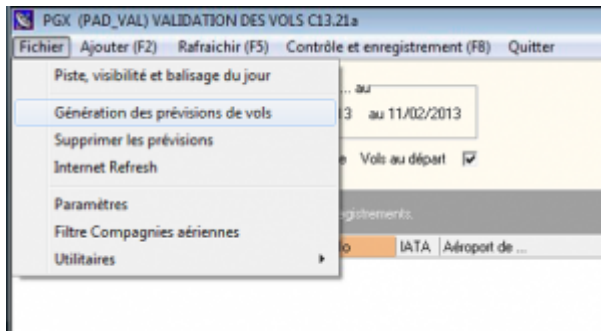 PGX (PAD_VAL) VALIDATION DES VOLS C13.21a
Fichier Ajouter (F2) Rafraichir (F5) Contrôle et enregistrement (F8) Quitter
Piste, visibilité et balisage du jour
... au
Génération des prévisions de vols
13 au 11/02/2013
Supprimer les prévisions
Internet Refresh
Vols au départ
Paramètres
egistrements.
Filtre Compagnies aériennes
IATA Aéroport de ...
Utilitaires